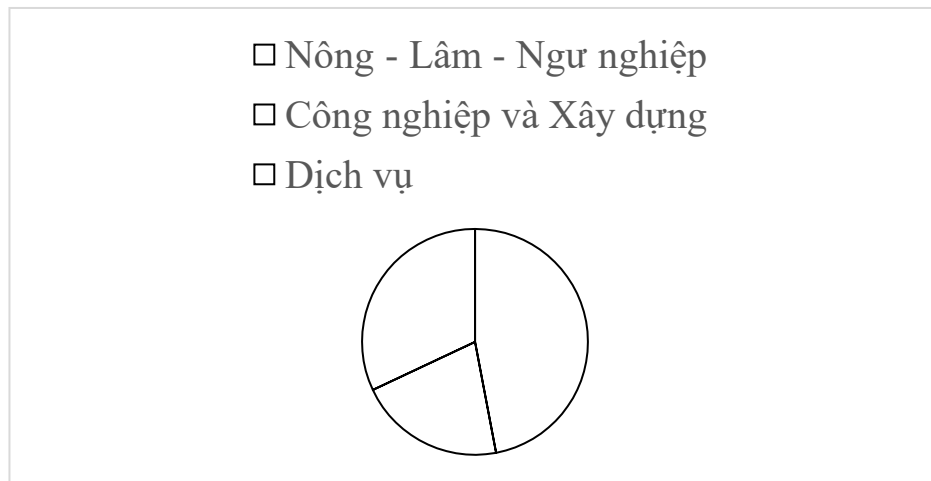 Nông - Lâm - Ngư nghiệp
Công nghiệp và Xây dựng
Dịch vụ